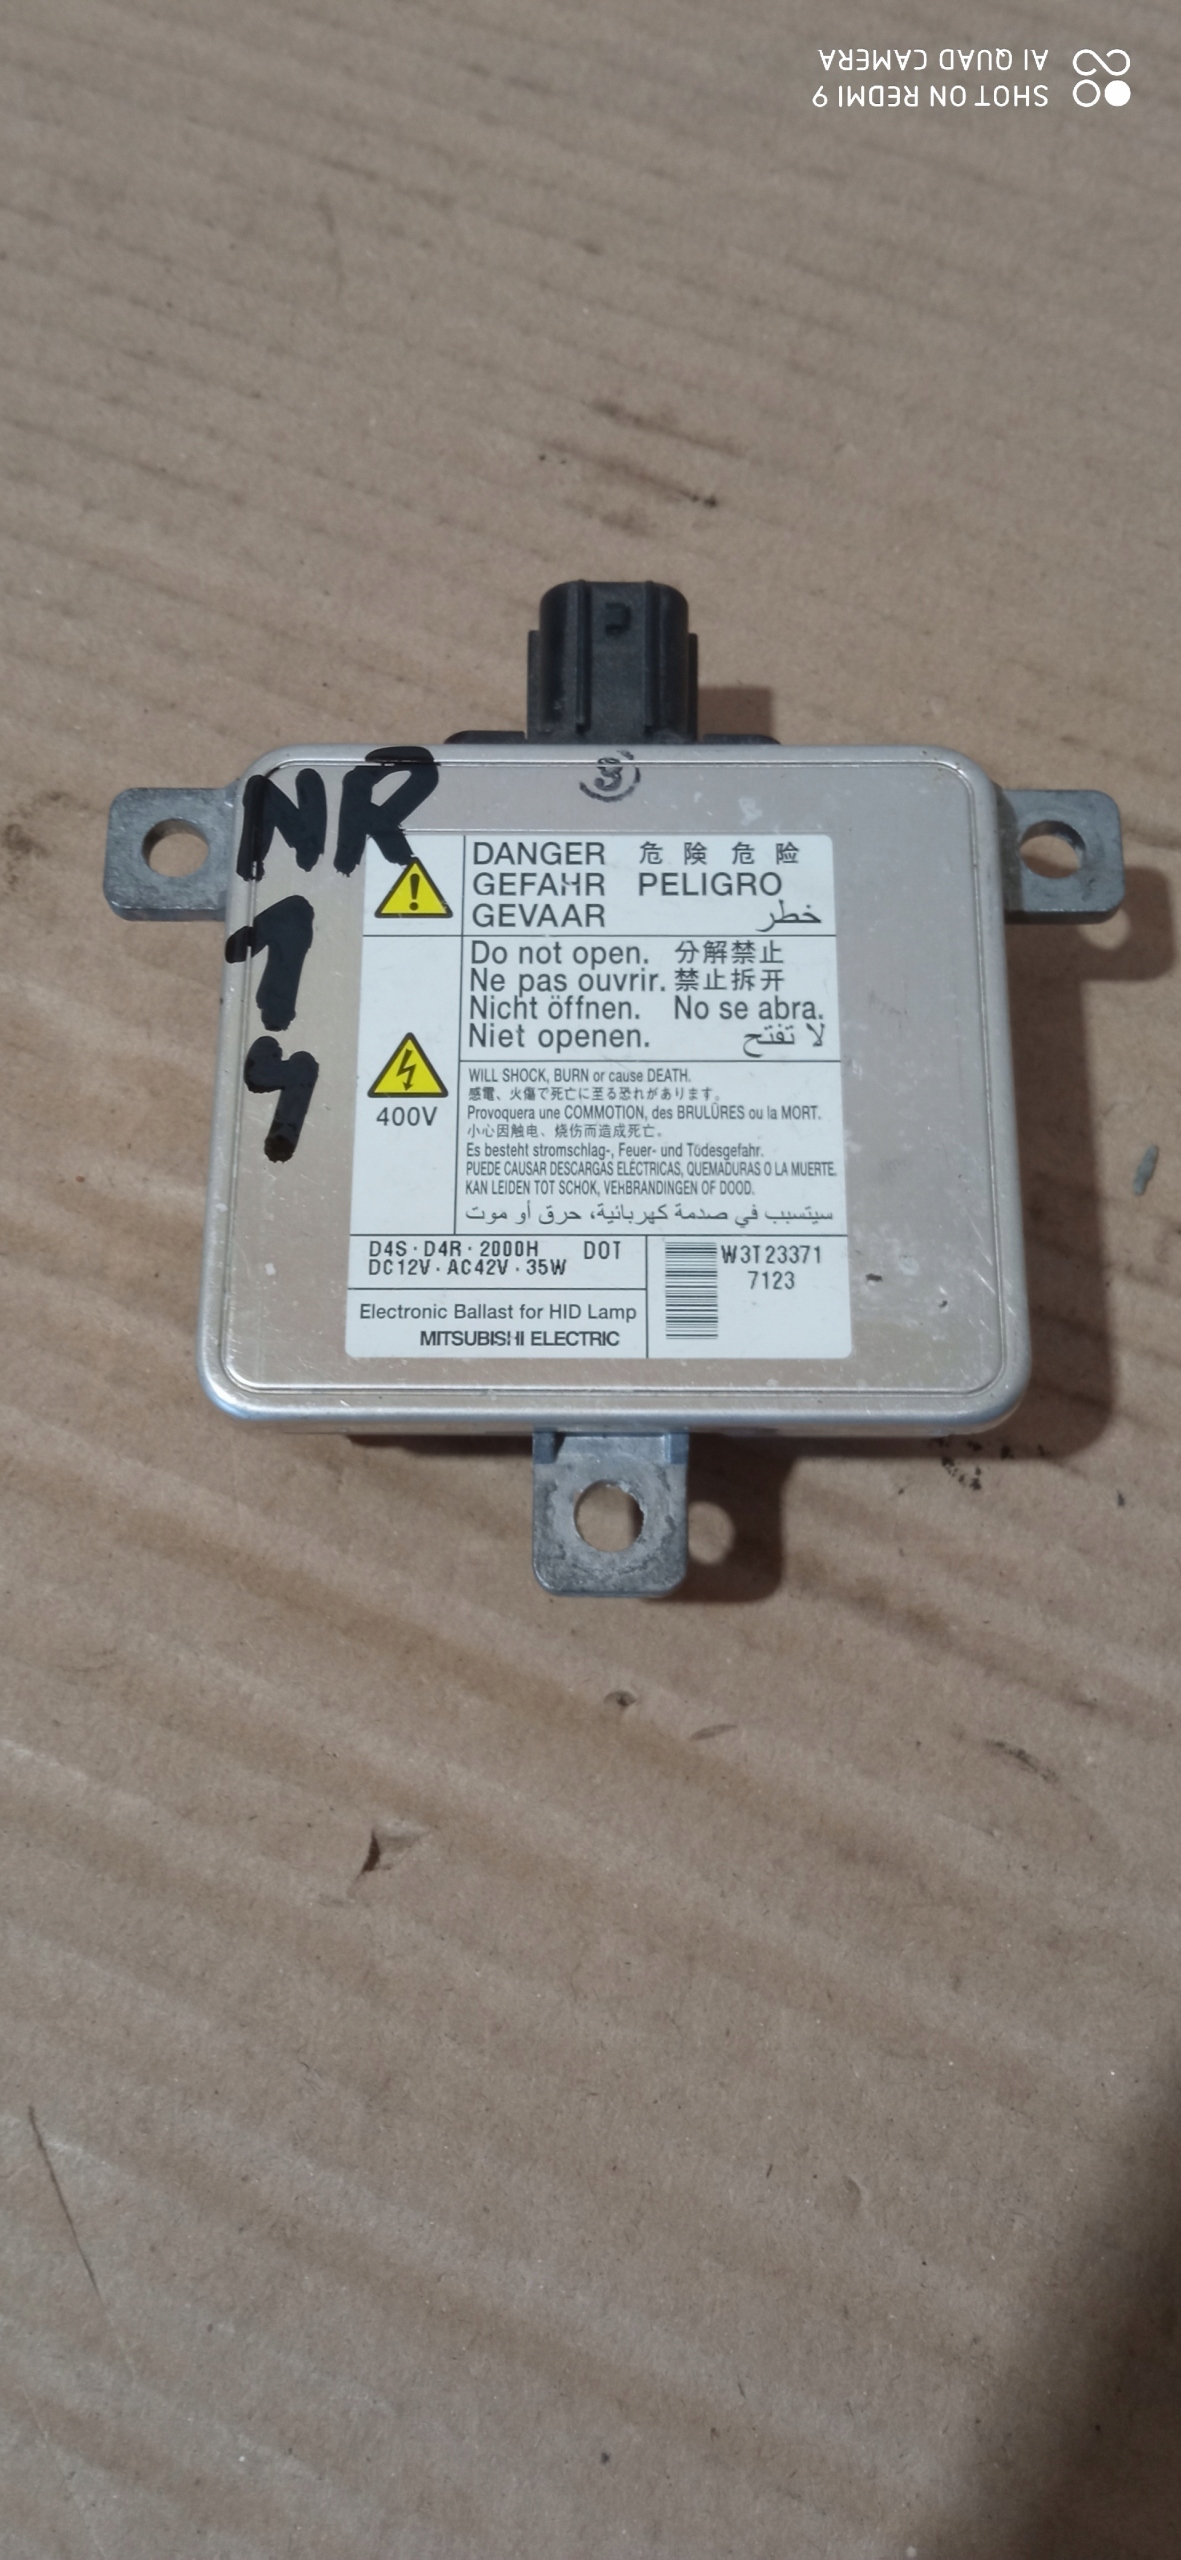 SHOT ON REDMI 9
AI QUAD CAMERA
NR
3
DANGER 危 険 危 险
GEFAHR PELIGRO
GEVAAR خطر
Do not open. 分解禁止
Ne pas ouvrir. 禁止拆开
Nicht öffnen. No se abra.
Niet openen. لا تفتح
400V
WILL SHOCK, BURN or cause DEATH.
感電、火傷で死亡に至る恐れがあります。
Provoquera une COMMOTION, des BRULÛRES ou la MORT.
小心因触电、烧伤而造成死亡。
Es besteht stromschlag-, Feuer- und Tödesgefahr.
PUEDE CAUSAR DESCARGAS ELÉCTRICAS, QUEMADURAS O LA MUERTE.
KAN LEIDEN TOT SCHOK, VEHBRANDINGEN OF DOOD.
سيتسبب في صدمة كهربائية، حرق أو موت
D4S · D4R · 2000H DOT
DC12V · AC42V · 35W
W3T23371
7123
Electronic Ballast for HID Lamp
MITSUBISHI ELECTRIC